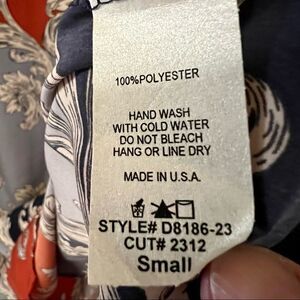 100%POLYESTER
HAND WASH
WITH COLD WATER
DO NOT BLEACH
HANG OR LINE DRY
MADE IN U.S.A.
STYLE# D8186-23
CUT# 2312
Small